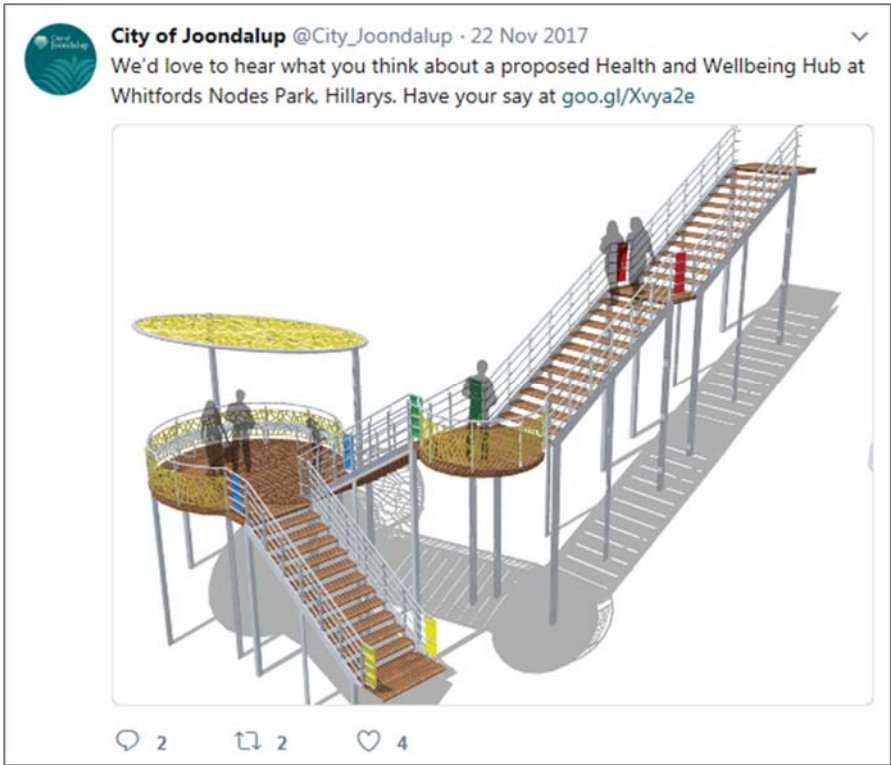 City of Joondalup @City_Joondalup · 22 Nov 2017
We'd love to hear what you think about a proposed Health and Wellbeing Hub at
Whitfords Nodes Park, Hillarys. Have your say at goo.gl/Xvya2e
2 2 4